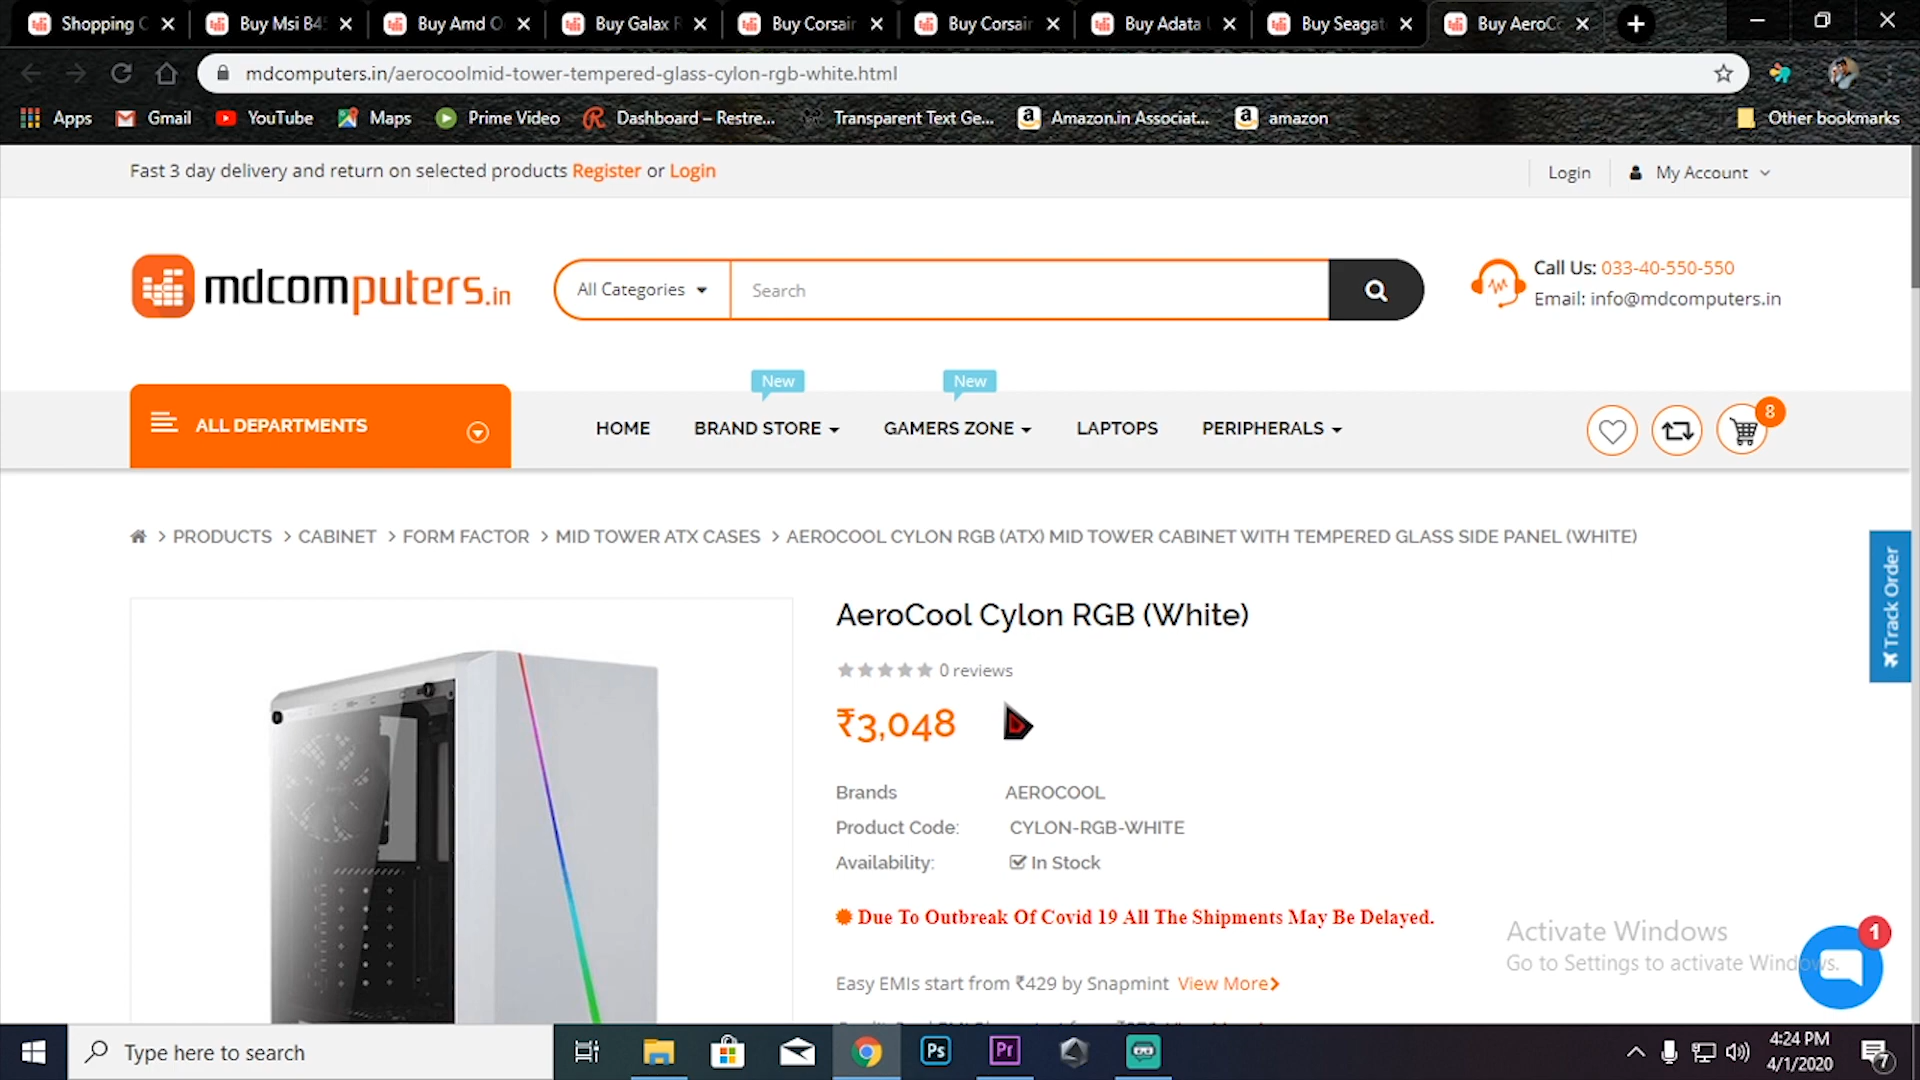 Shopping C
Buy Msi B4
Buy Amd O
Buy Galax R
Buy Corsair
Buy Corsair
Buy Adata
Buy Seagat
Buy AeroCo
mdcomputers.in/aerocoolmid-tower-tempered-glass-cylon-rgb-white.html
Apps Gmail YouTube Maps Prime Video Dashboard – Restre... Transparent Text Ge... Amazon.in Associat... amazon Other bookmarks
Fast 3 day delivery and return on selected products Register or Login
Login My Account
mdcomputers.in
All Categories
Search
Call Us: 033-40-550-550
Email: info@mdcomputers.in
New
New
ALL DEPARTMENTS
HOME BRAND STORE GAMERS ZONE LAPTOPS PERIPHERALS
8
> PRODUCTS > CABINET > FORM FACTOR > MID TOWER ATX CASES > AEROCOOL CYLON RGB (ATX) MID TOWER CABINET WITH TEMPERED GLASS SIDE PANEL (WHITE)
Track Order
AeroCool Cylon RGB (White)
0 reviews
₹3,048
Brands AEROCOOL
Product Code: CYLON-RGB-WHITE
Availability: In Stock
Due To Outbreak Of Covid 19 All The Shipments May Be Delayed.
Easy EMIs start from ₹429 by Snapmint View More
Activate Windows
Go to Settings to activate Windows.
1
Type here to search
Ps
Pr
4:24 PM
4/1/2020
7